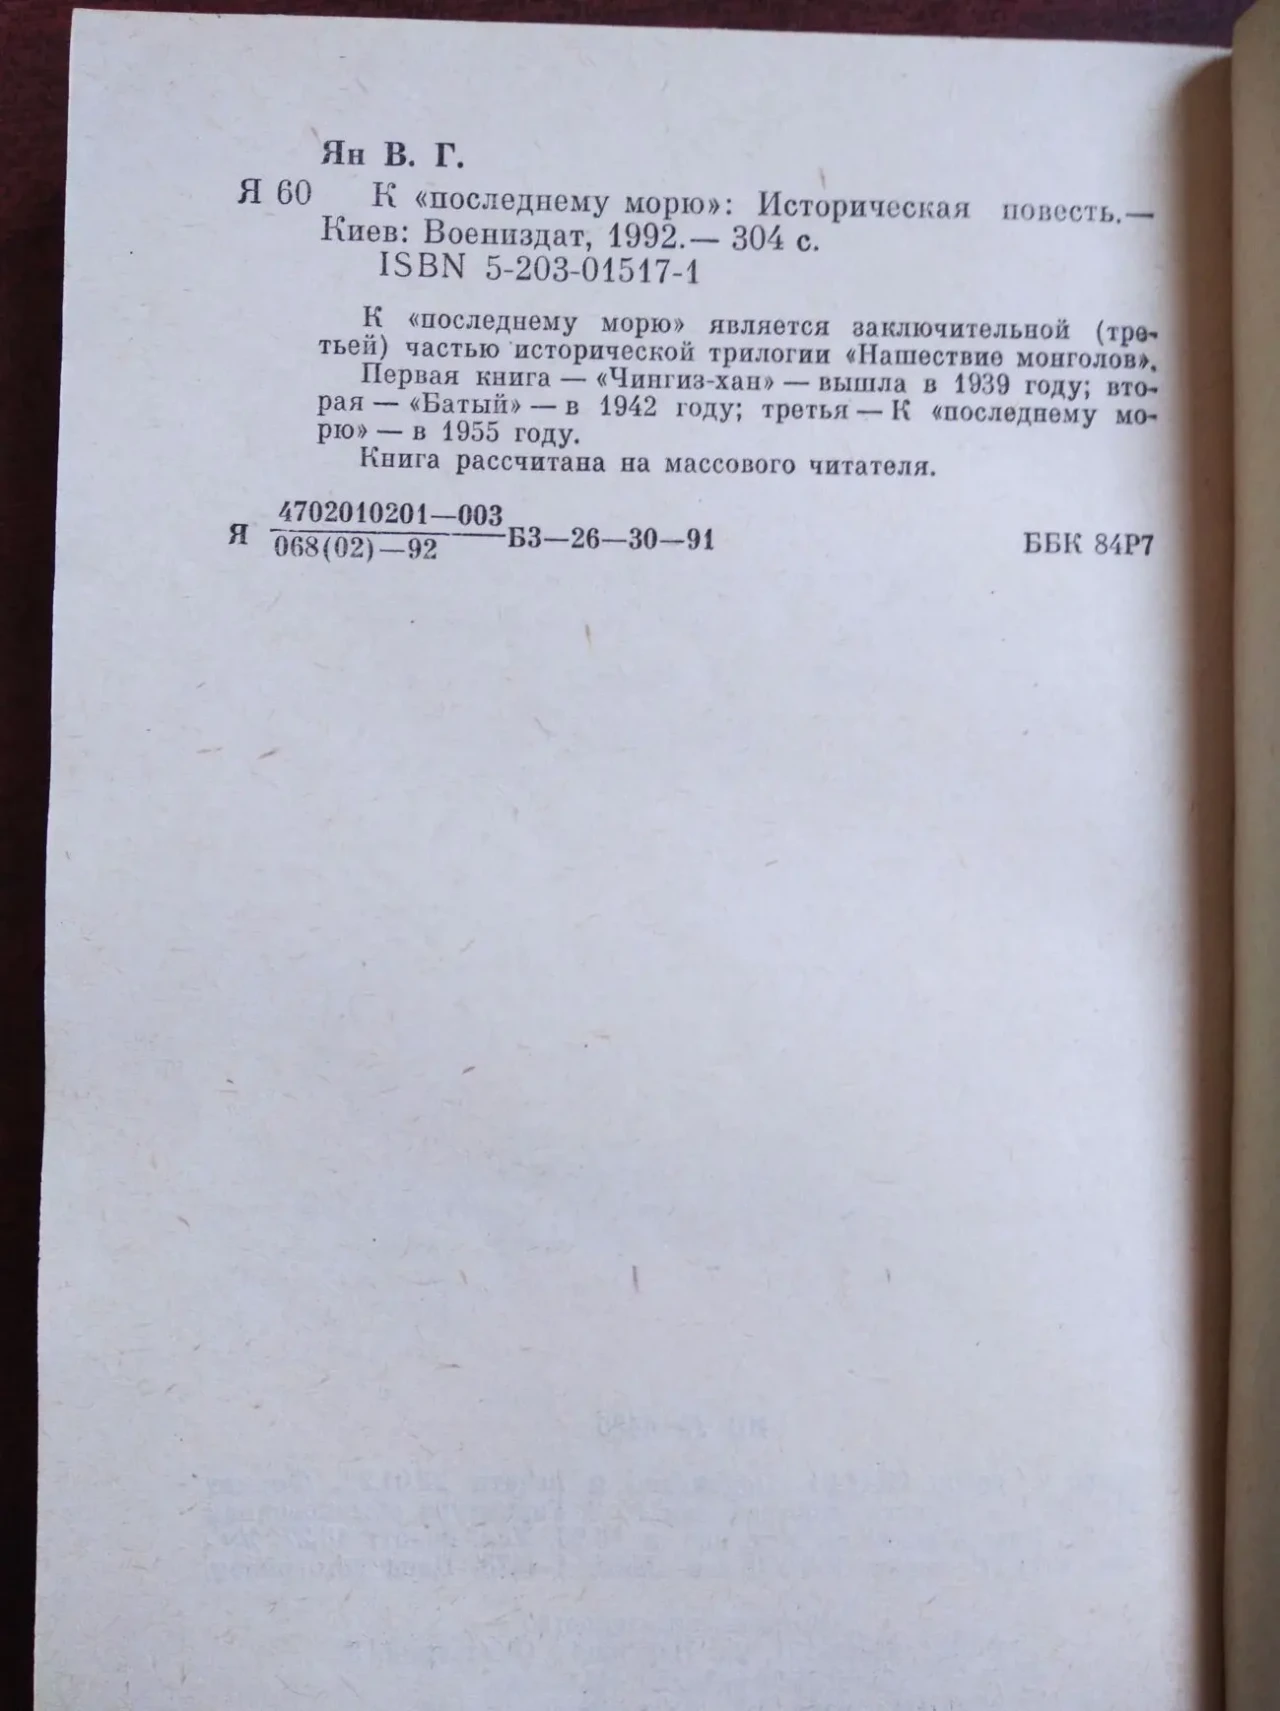 Ян В. Г.
Я 60 К «последнему морю»: Историческая повесть.—
Киев: Воениздат, 1992.— 304 с.
ISBN 5-203-01517-1
К «последнему морю» является заключительной (тре-
тьей) частью исторической трилогии «Нашествие монголов».
Первая книга — «Чингиз-хан» — вышла в 1939 году; вто-
рая — «Батый» — в 1942 году; третья — К «последнему мо-
рю» — в 1955 году.
Книга рассчитана на массового читателя.
4702010201—003
Я БЗ—26—30—91 ББК 84Р7
068(02)—92